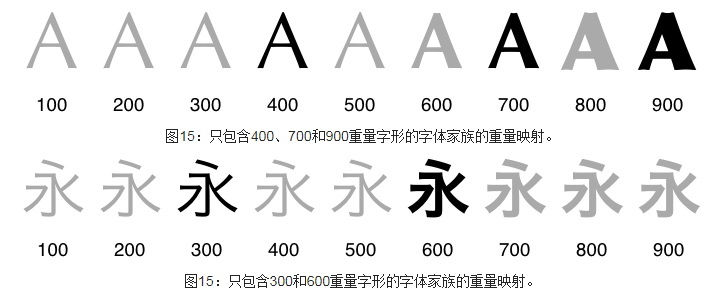 A A A A A A A A A
100 200 300 400 500 600 700 800 900
图15：只包含400、700和900重量字形的字体家族的重量映射。
永 永 永 永 永 永 永 永 永
100 200 300 400 500 600 700 800 900
图15：只包含300和600重量字形的字体家族的重量映射。